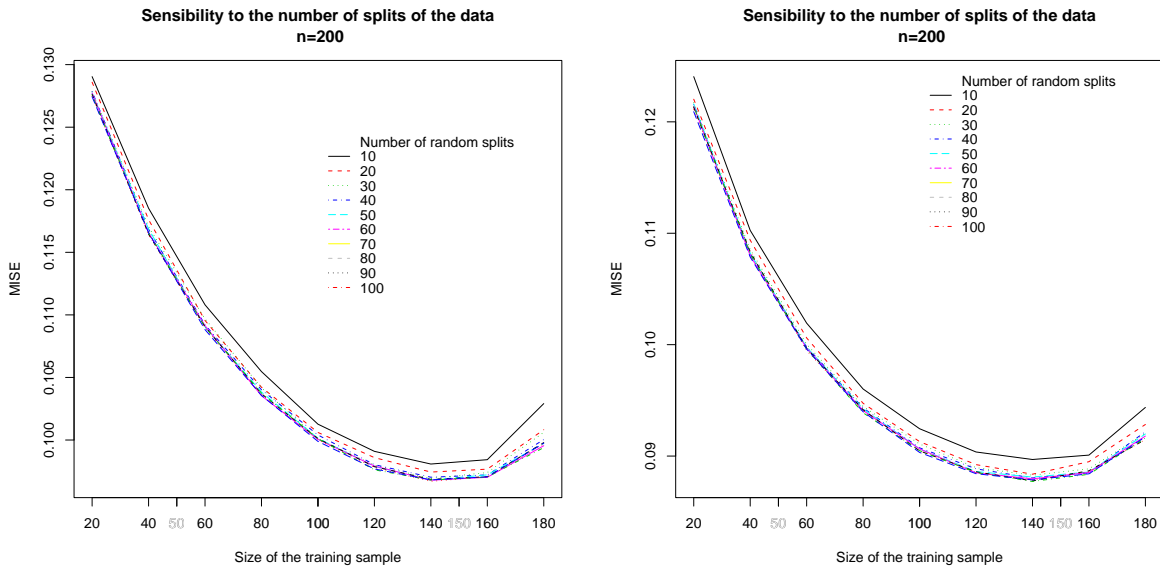 Sensibility to the number of splits of the data
n=200
0.130
0.125
0.120
0.115
0.110
0.105
0.100
MISE
Number of random splits
10
20
30
40
50
60
70
80
90
100
20 40 50 60 80 100 120 140 150 160 180
Size of the training sample
Sensibility to the number of splits of the data
n=200
0.12
0.11
0.10
0.09
MISE
Number of random splits
10
20
30
40
50
60
70
80
90
100
20 40 50 60 80 100 120 140 150 160 180
Size of the training sample